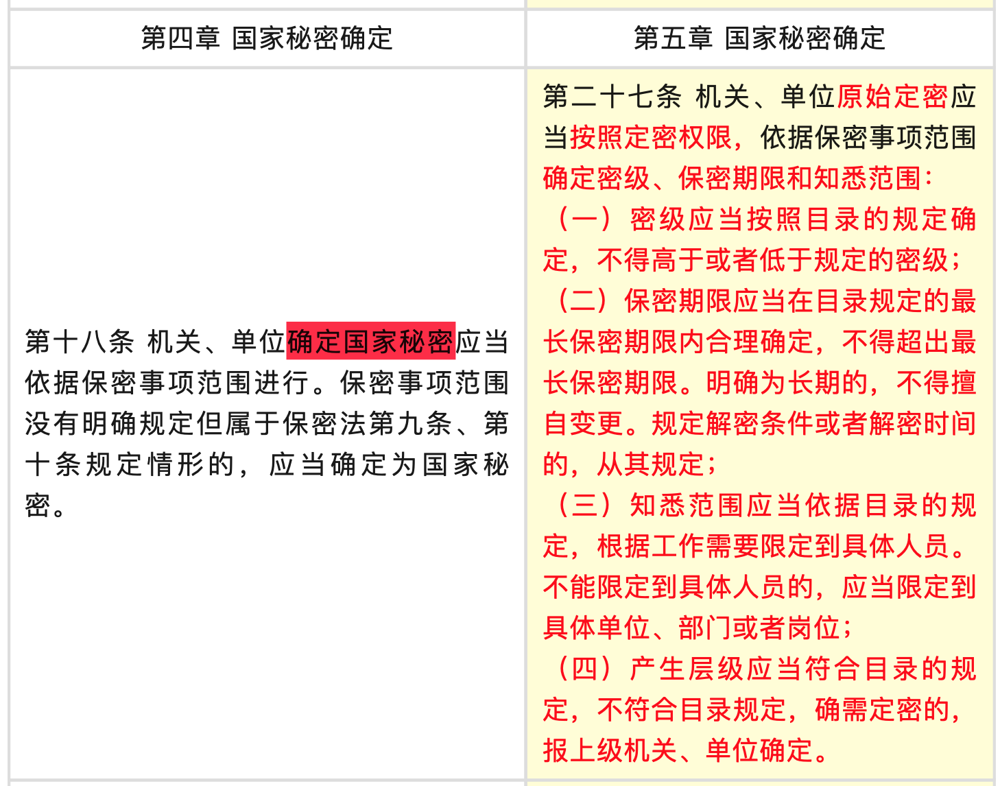 第四章 国家秘密确定
第五章 国家秘密确定
第十八条 机关、单位确定国家秘密应当
依据保密事项范围进行。保密事项范围
没有明确规定但属于保密法第九条、第
十条规定情形的，应当确定为国家秘
密。
第二十七条 机关、单位原始定密应
当按照定密权限，依据保密事项范围
确定密级、保密期限和知悉范围：
（一）密级应当按照目录的规定确
定，不得高于或者低于规定的密级；
（二）保密期限应当在目录规定的最
长保密期限内合理确定，不得超出最
长保密期限。明确为长期的，不得擅
自变更。规定解密条件或者解密时间
的，从其规定；
（三）知悉范围应当依据目录的规
定，根据工作需要限定到具体人员。
不能限定到具体人员的，应当限定到
具体单位、部门或者岗位；
（四）产生层级应当符合目录的规
定，不符合目录规定，确需定密的，
报上级机关、单位确定。